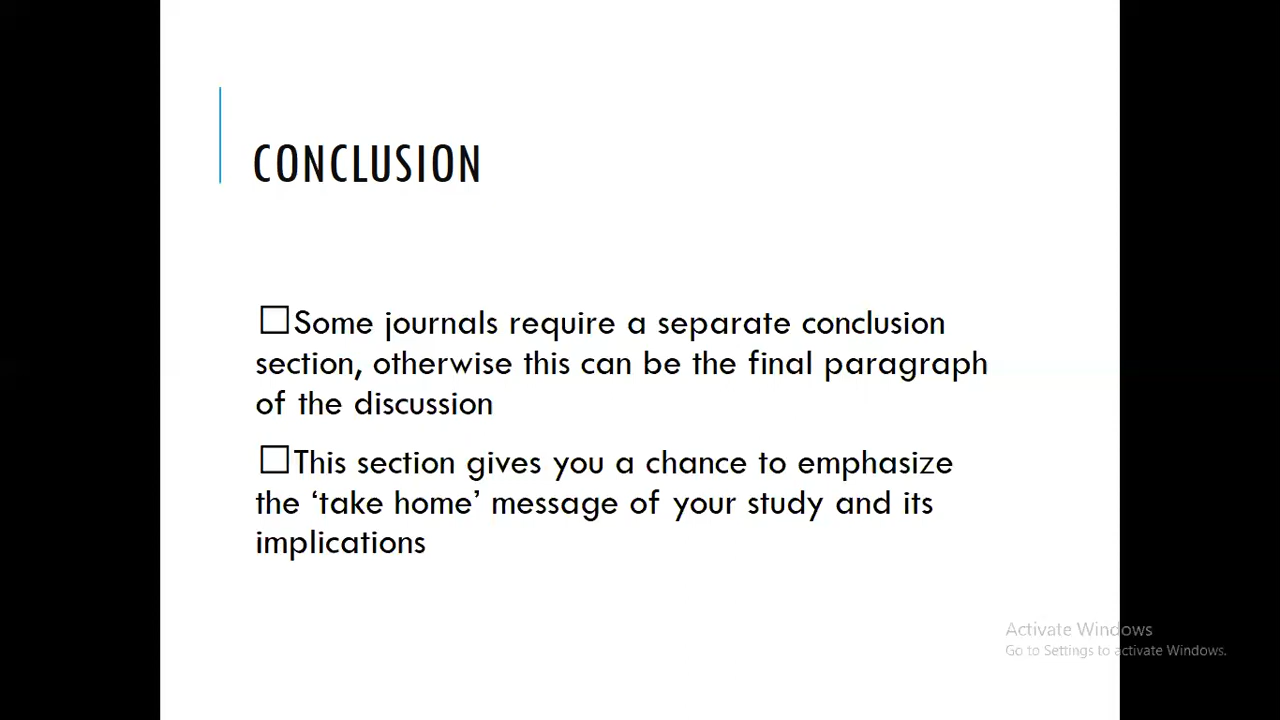 CONCLUSION
☐Some journals require a separate conclusion
section, otherwise this can be the final paragraph
of the discussion
☐This section gives you a chance to emphasize
the ‘take home’ message of your study and its
implications
Activate Windows
Go to Settings to activate Windows.